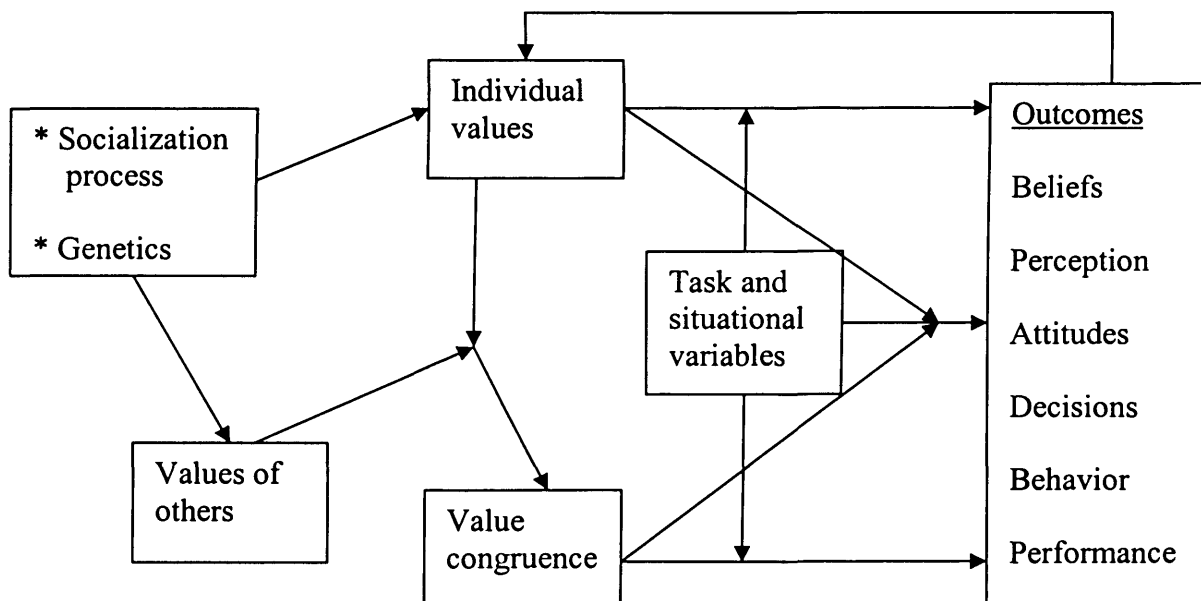 * Socialization
process
* Genetics
Individual
values
Values of
others
Value
congruence
Task and
situational
variables
Outcomes
Beliefs
Perception
Attitudes
Decisions
Behavior
Performance